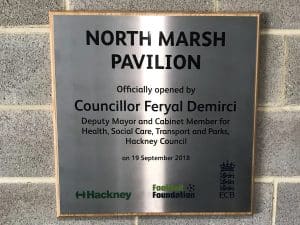 NORTH MARSH
PAVILION
Officially opened by
Councillor Feryal Demirci
Deputy Mayor and Cabinet Member for
Health, Social Care, Transport and Parks,
Hackney Council
on 19 September 2018
Hackney
Football
Foundation
ECB